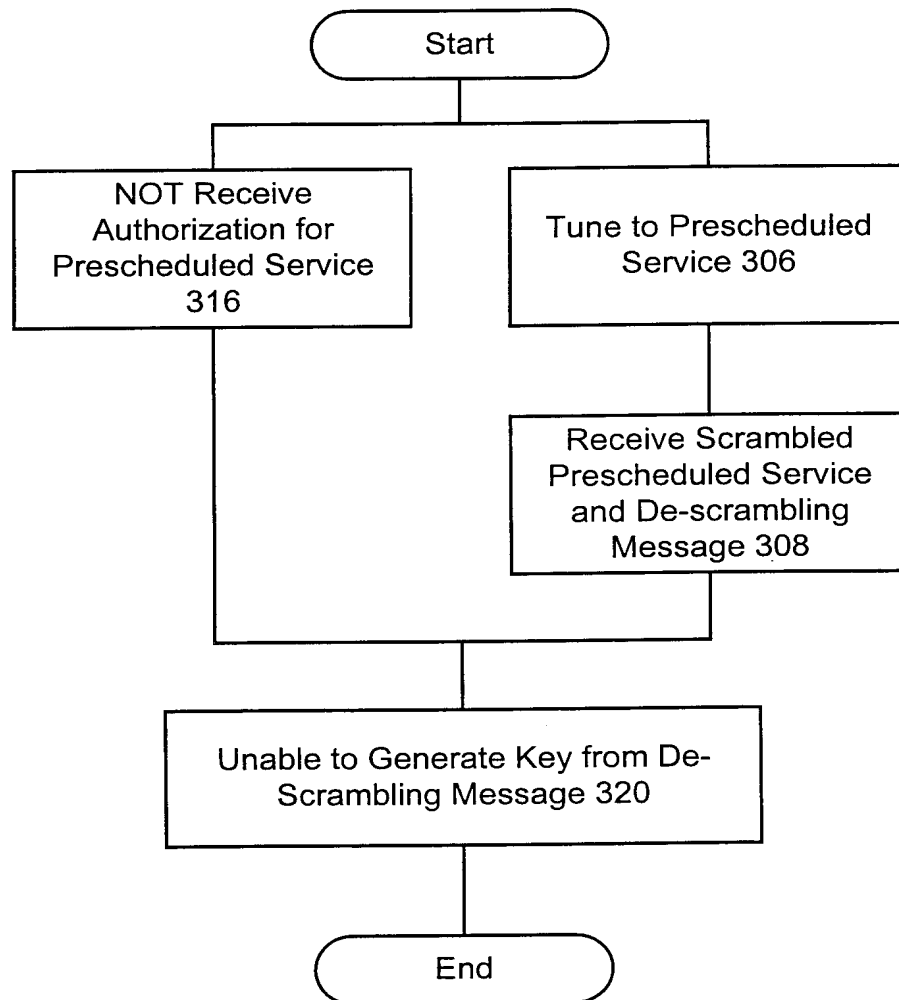 Start
NOT Receive
Authorization for
Prescheduled Service
316
Tune to Prescheduled
Service 306
Receive Scrambled
Prescheduled Service
and De-scrambling
Message 308
Unable to Generate Key from De-
Scrambling Message 320
End